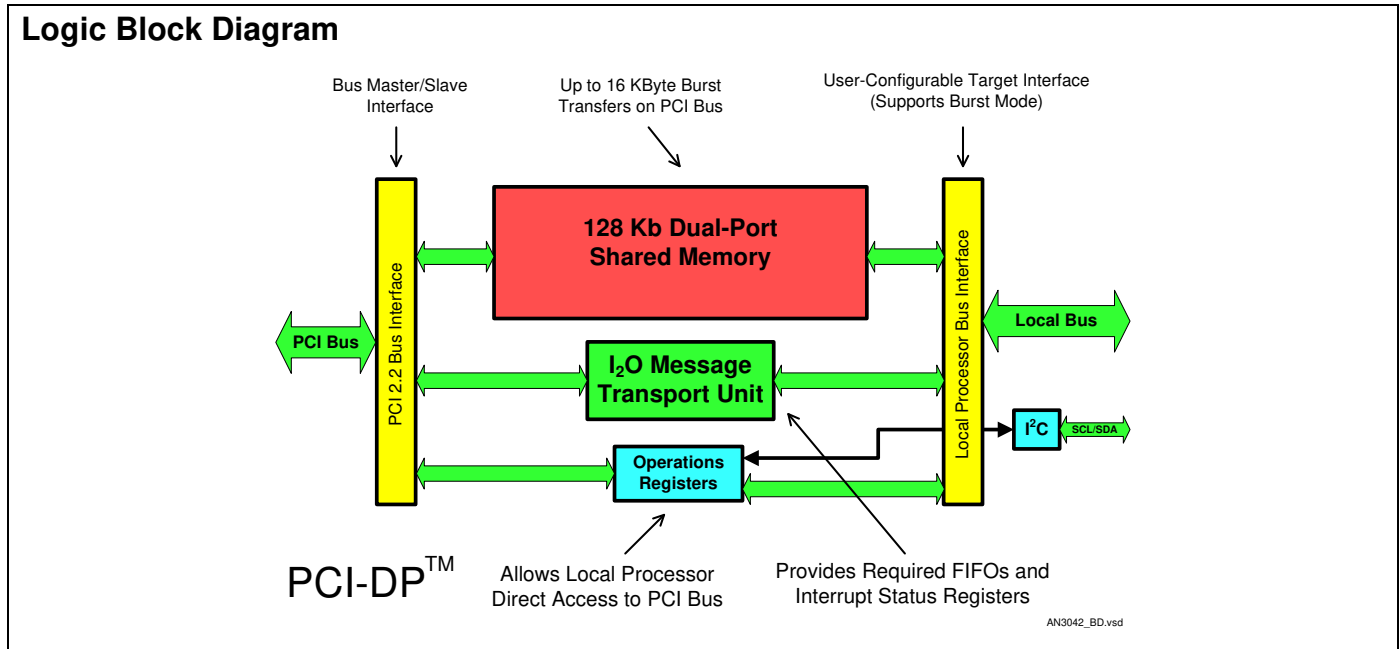 Logic Block Diagram
Bus Master/Slave
Interface
Up to 16 KByte Burst
Transfers on PCI Bus
User-Configurable Target Interface
(Supports Burst Mode)
PCI 2.2 Bus Interface
128 Kb Dual-Port
Shared Memory
Local Processor Bus Interface
PCI Bus
Local Bus
I₂O Message
Transport Unit
I²C
SCL/SDA
Operations
Registers
PCI-DP™
Allows Local Processor
Direct Access to PCI Bus
Provides Required FIFOs and
Interrupt Status Registers
AN3042_BD.vsd